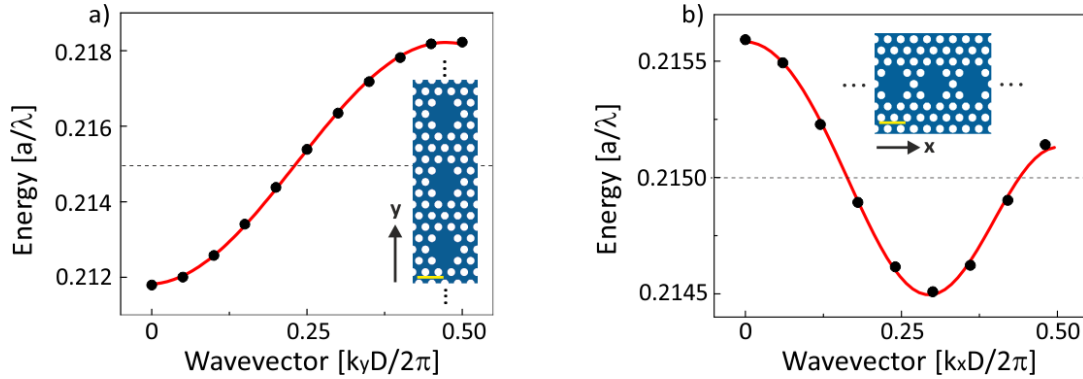 a)
Energy [a/λ]
0.218
0.216
0.214
0.212
0
0.25
0.50
Wavevector [kyD/2π]
y
b)
Energy [a/λ]
0.2155
0.2150
0.2145
0
0.25
0.50
Wavevector [kxD/2π]
x